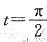 t = π/2